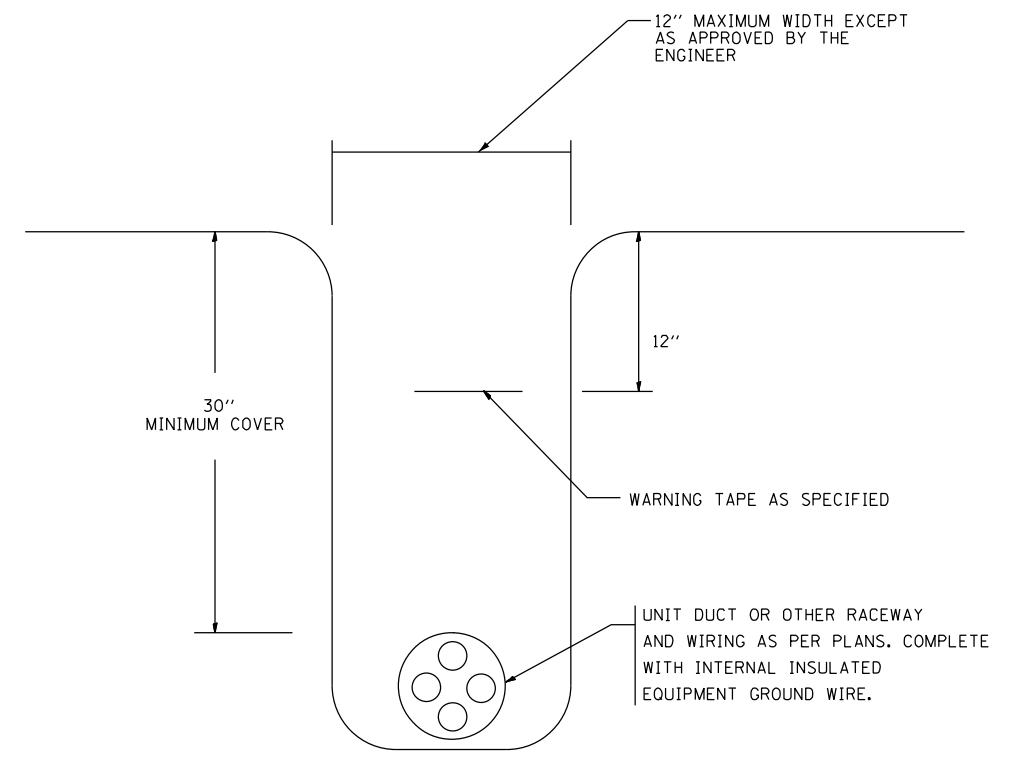 12" MAXIMUM WIDTH EXCEPT
AS APPROVED BY THE
ENGINEER
12"
30"
MINIMUM COVER
WARNING TAPE AS SPECIFIED
UNIT DUCT OR OTHER RACEWAY
AND WIRING AS PER PLANS. COMPLETE
WITH INTERNAL INSULATED
EQUIPMENT GROUND WIRE.